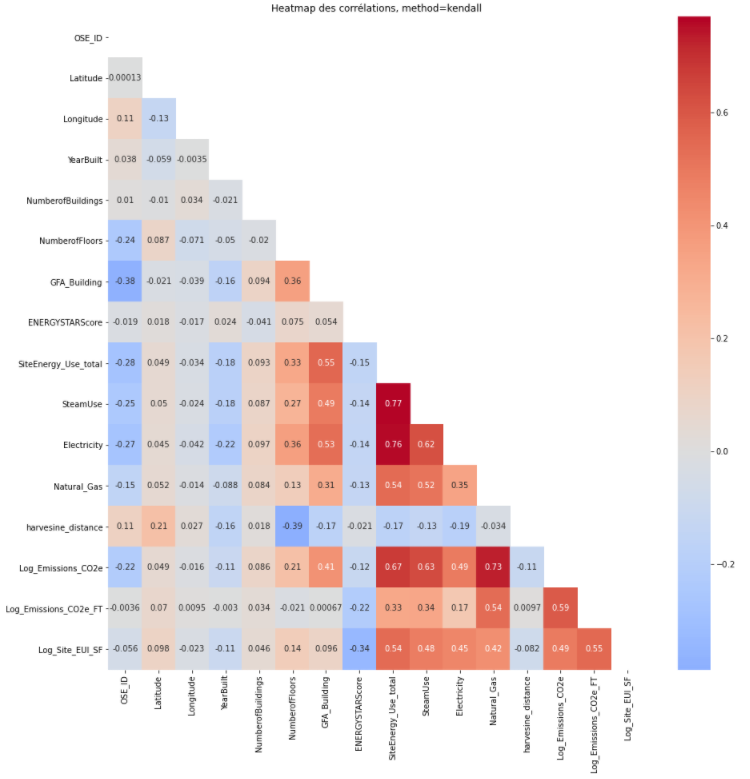 Heatmap des corrélations, method=kendall
OSE_ID
Latitude 0.00013
Longitude 0.11 -0.13
YearBuilt 0.038 -0.059 -0.0035
NumberofBuildings 0.01 -0.01 0.034 -0.021
NumberofFloors -0.24 0.087 -0.071 -0.05 -0.02
GFA_Building -0.38 -0.021 -0.039 -0.16 0.094 0.36
ENERGYSTARScore -0.019 0.018 -0.017 0.024 -0.041 0.075 0.054
SiteEnergy_Use_total -0.28 0.049 -0.034 -0.18 0.093 0.33 0.55 -0.15
SteamUse -0.25 0.05 -0.024 -0.18 0.087 0.27 0.49 -0.14 0.77
Electricity -0.27 0.045 -0.042 -0.22 0.097 0.36 0.53 -0.14 0.76 0.62
Natural_Gas -0.15 0.052 -0.014 -0.088 0.084 0.13 0.31 -0.13 0.54 0.52 0.35
harvesine_distance 0.11 0.21 0.027 -0.16 0.018 -0.39 -0.17 -0.021 -0.17 -0.13 -0.19 -0.034
Log_Emissions_CO2e -0.22 0.049 -0.016 -0.11 0.086 0.21 0.41 -0.12 0.67 0.63 0.49 0.73 -0.11
Log_Emissions_CO2e_FT -0.0036 0.07 0.0095 -0.003 0.034 -0.021 0.00067 -0.22 0.33 0.34 0.17 0.54 0.0097 0.59
Log_Site_EUI_SF -0.056 0.098 -0.023 -0.11 0.046 0.14 0.096 -0.34 0.54 0.48 0.45 0.42 -0.082 0.49 0.55
OSE_ID
Latitude
Longitude
YearBuilt
NumberofBuildings
NumberofFloors
GFA_Building
ENERGYSTARScore
SiteEnergy_Use_total
SteamUse
Electricity
Natural_Gas
harvesine_distance
Log_Emissions_CO2e
Log_Emissions_CO2e_FT
Log_Site_EUI_SF
0.6
0.4
0.2
0.0
-0.2